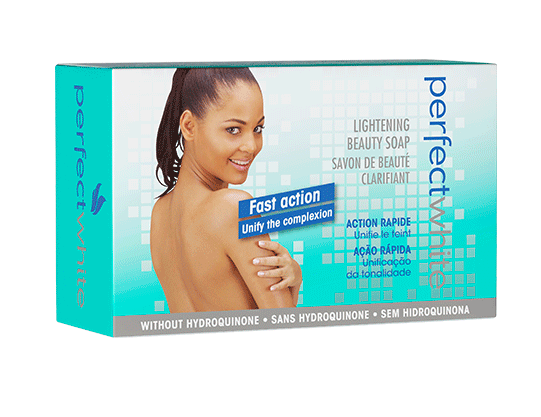 perfectwhite
LIGHTENING
BEAUTY SOAP
SAVON DE BEAUTÉ
CLARIFIANT
Fast action
Unify the complexion
ACTION RAPIDE
Unifie le teint
AÇÃO RÁPIDA
Unificação
da tonalidade
perfectwhite
WITHOUT HYDROQUINONE • SANS HYDROQUINONE • SEM HIDROQUINONA